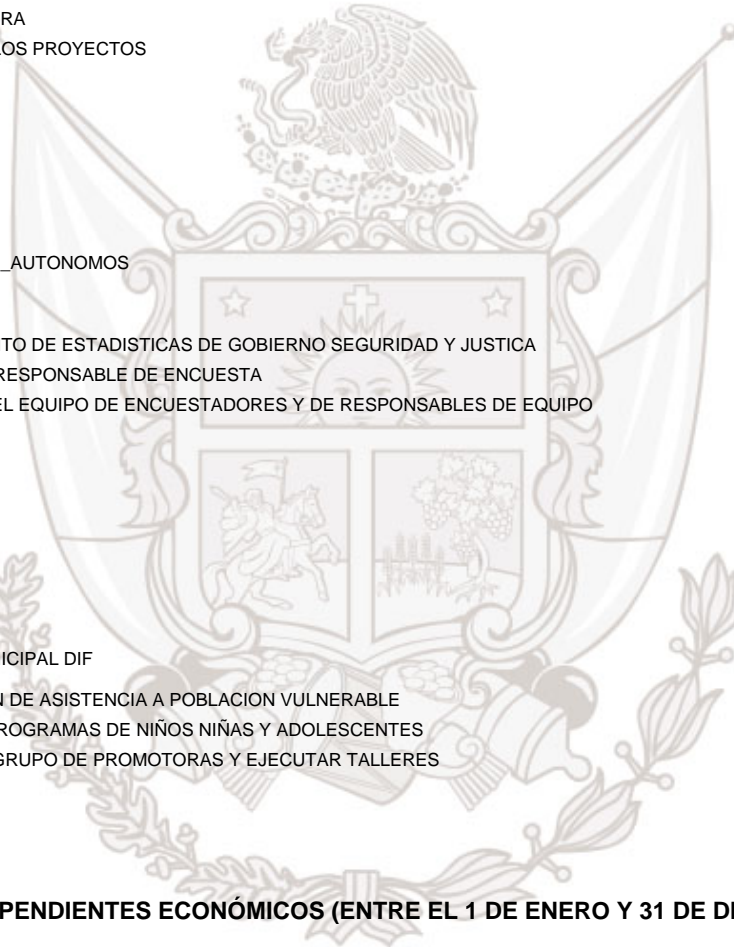 RA
LOS PROYECTOS
_AUTONOMOS
TO DE ESTADISTICAS DE GOBIERNO SEGURIDAD Y JUSTICA
RESPONSABLE DE ENCUESTA
EL EQUIPO DE ENCUESTADORES Y DE RESPONSABLES DE EQUIPO
ICIPAL DIF
N DE ASISTENCIA A POBLACION VULNERABLE
ROGRAMAS DE NIÑOS NIÑAS Y ADOLESCENTES
GRUPO DE PROMOTORAS Y EJECUTAR TALLERES
PENDIENTES ECONÓMICOS (ENTRE EL 1 DE ENERO Y 31 DE DI